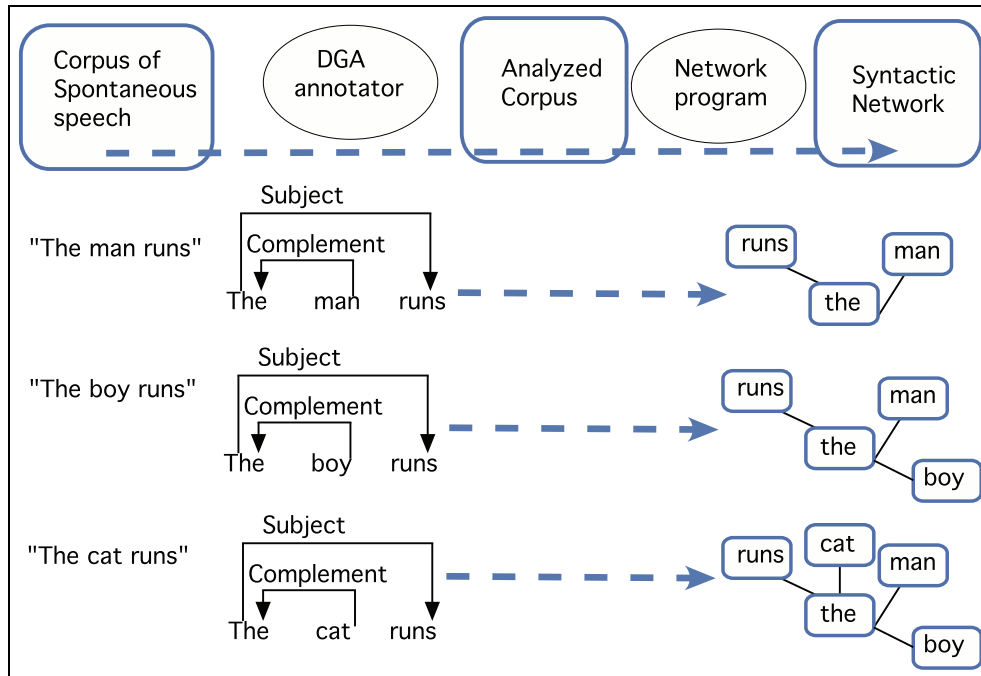 Corpus of
Spontaneous
speech
DGA
annotator
Analyzed
Corpus
Network
program
Syntactic
Network
"The man runs"
Subject
Complement
The man runs
runs
man
the
"The boy runs"
Subject
Complement
The boy runs
runs
man
the
boy
"The cat runs"
Subject
Complement
The cat runs
runs
cat
man
the
boy